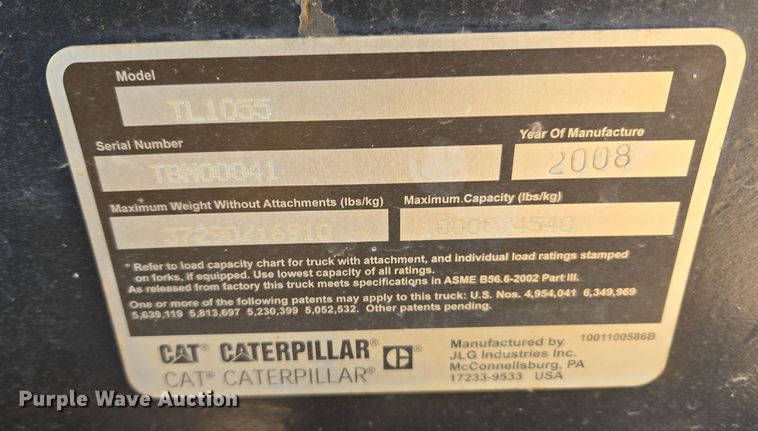 Model
TL1055
Serial Number
Year Of Manufacture
2008
Maximum Weight Without Attachments (lbs/kg)
Maximum Capacity (lbs/kg)
37290/16910
10000/4540
* Refer to load capacity chart for truck with attachment, and individual load ratings stamped
on forks, if equipped. Use lowest capacity of all ratings.
As released from factory this truck meets specifications in ASME B56.6-2002 Part III.
One or more of the following patents may apply to this truck: U.S. Nos. 4,954,041 6,349,969
5,639,119 5,813,697 5,230,399 5,052,532. Other patents pending.
CAT® CATERPILLAR®
CAT® CATERPILLAR®
Manufactured by 1001100586B
JLG Industries Inc.
McConnellsburg, PA
17233-9533 USA
Purple Wave Auction